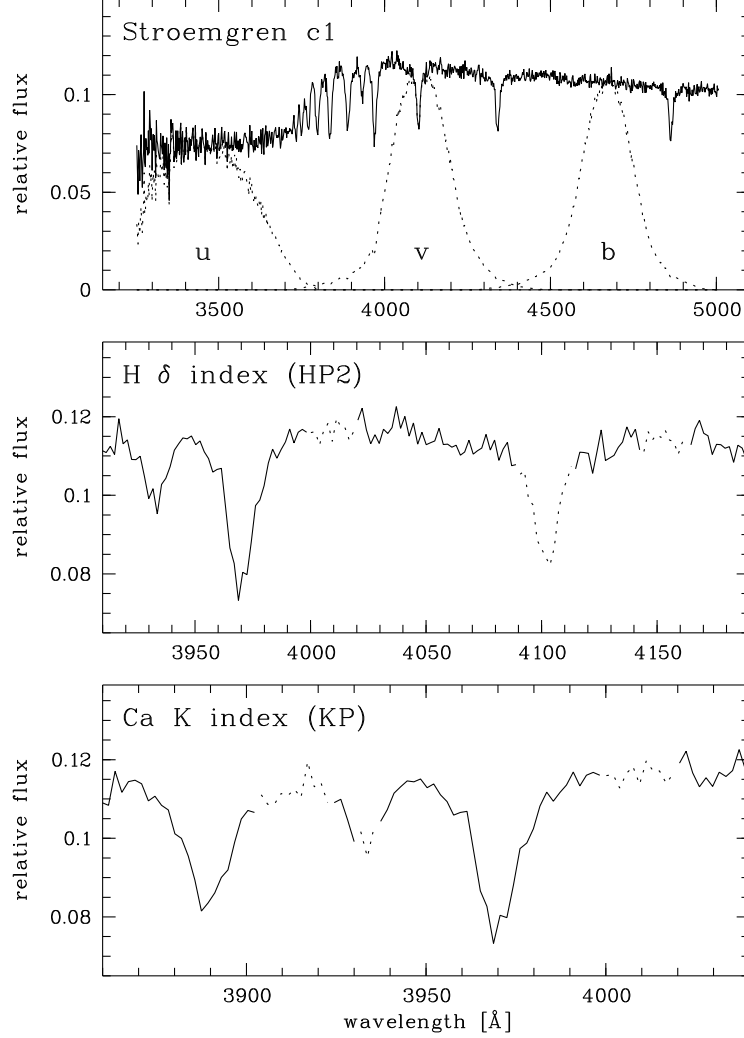 Stroemgren c1
relative flux
0.1
0.05
0
u
v
b
3500
4000
4500
5000
H δ index (HP2)
relative flux
0.12
0.1
0.08
3950
4000
4050
4100
4150
Ca K index (KP)
relative flux
0.12
0.1
0.08
3900
3950
4000
wavelength [Å]